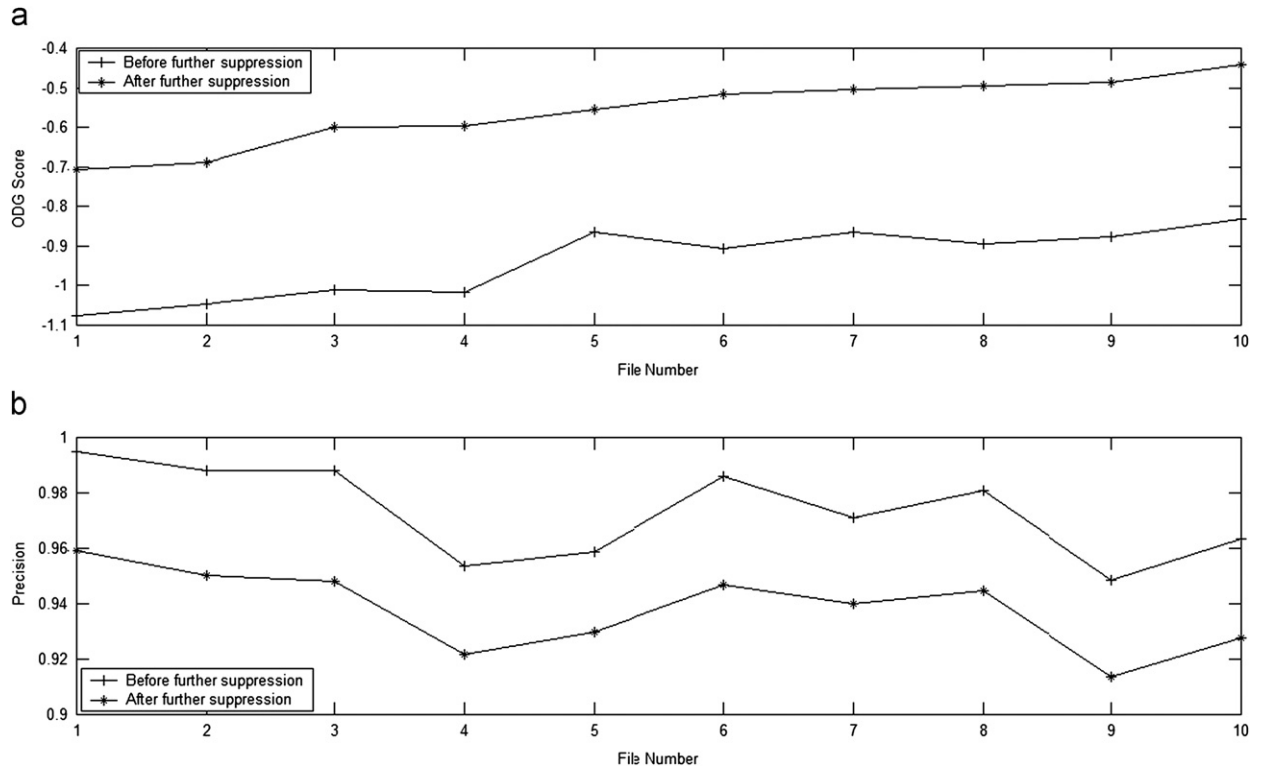 a
-0.4
-0.5
-0.6
-0.7
-0.8
-0.9
-1
-1.1
ODG Score
Before further suppression
After further suppression
1 2 3 4 5 6 7 8 9 10
File Number
b
1
0.98
0.96
0.94
0.92
0.9
Precision
Before further suppression
After further suppression
1 2 3 4 5 6 7 8 9 10
File Number